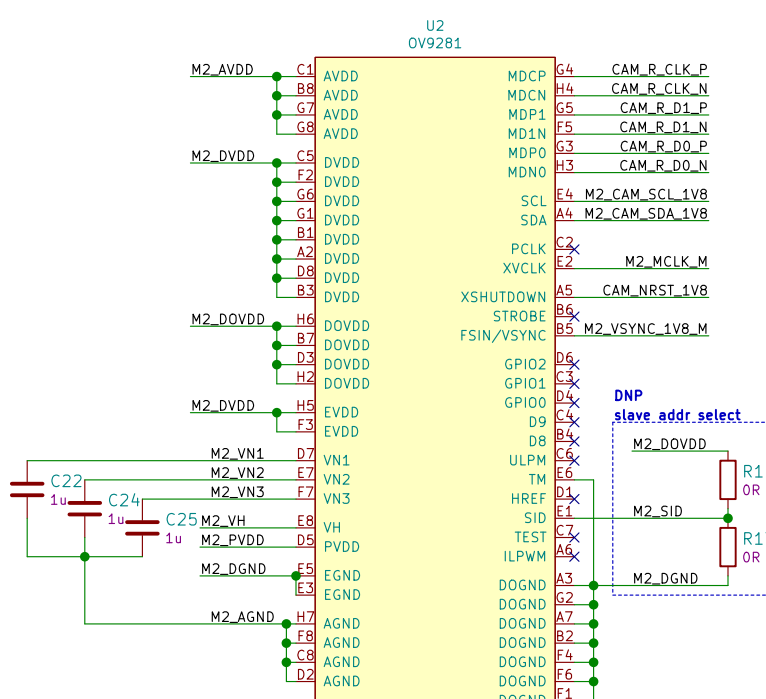 U2
OV9281
M2_AVDD C1 AVDD MDCP G4 CAM_R_CLK_P
B8 AVDD MDCN H4 CAM_R_CLK_N
G7 AVDD MDP1 G5 CAM_R_D1_P
G8 AVDD MD1N F5 CAM_R_D1_N
MDP0 G3 CAM_R_D0_P
M2_DVDD C5 DVDD
MDN0 H3 CAM_R_D0_N
F2 DVDD
G6 DVDD SCL E4 M2_CAM_SCL_1V8
G1 DVDD SDA A4 M2_CAM_SDA_1V8
B1 DVDD
PCLK C2
A2 DVDD
XVCLK E2 M2_MCLK_M
D8 DVDD
B3 DVDD XSHUTDOWN A5 CAM_NRST_1V8
STROBE B6
M2_DOVDD H6 DOVDD
FSIN/VSYNC B5 M2_VSYNC_1V8_M
B7 DOVDD
D3 DOVDD GPIO2 D6
H2 DOVDD GPIO1 C3
GPIO0 D4
DNP
M2_DVDD H5 EVDD
slave addr select
D9 C4
F3 EVDD
D8 B4
M2_DOVDD
M2_VN1 D7 VN1 ULPM C6
M2_VN2 E7 VN2 TM E6
R1
C22
0R
1u
M2_VN3 F7 VN3 HREF D1
C24
1u
M2_SID
SID E1
C25
1u
M2_VH E8 VH
TEST C7
R1
0R
M2_PVDD D5 PVDD
ILPWM A6
M2_DGND E5 EGND
DOGND A3 M2_DGND
E3 EGND
DOGND G2
M2_AGND H7 AGND DOGND A7
F8 AGND DOGND B2
C8 AGND DOGND F4
D2 AGND DOGND F6
DOGND F1